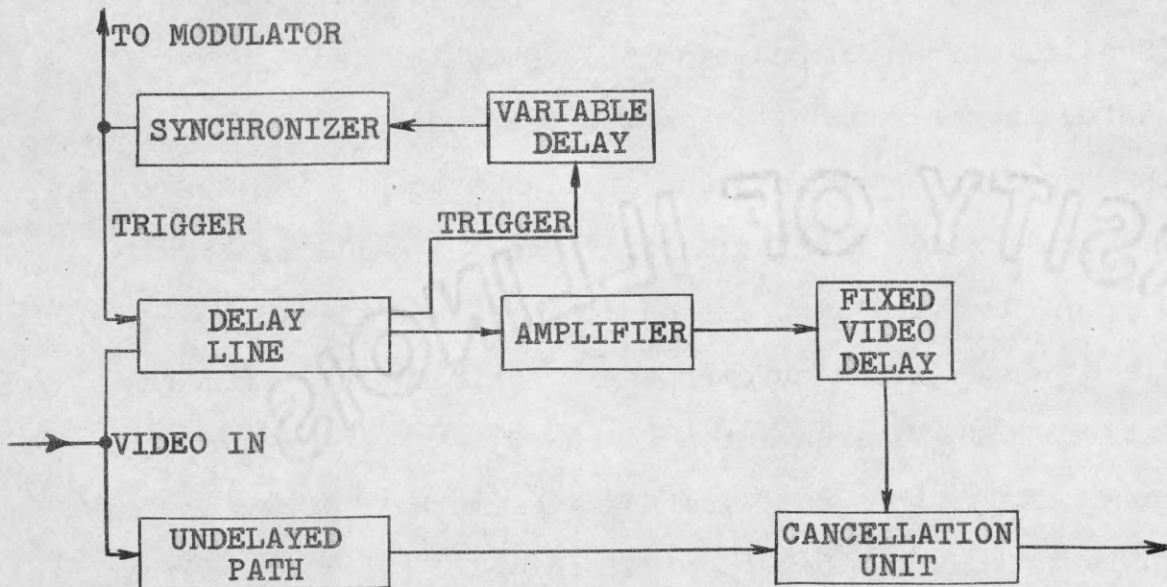 TO MODULATOR
SYNCHRONIZER
VARIABLE
DELAY
TRIGGER
TRIGGER
DELAY
LINE
AMPLIFIER
FIXED
VIDEO
DELAY
VIDEO IN
UNDELAYED
PATH
CANCELLATION
UNIT